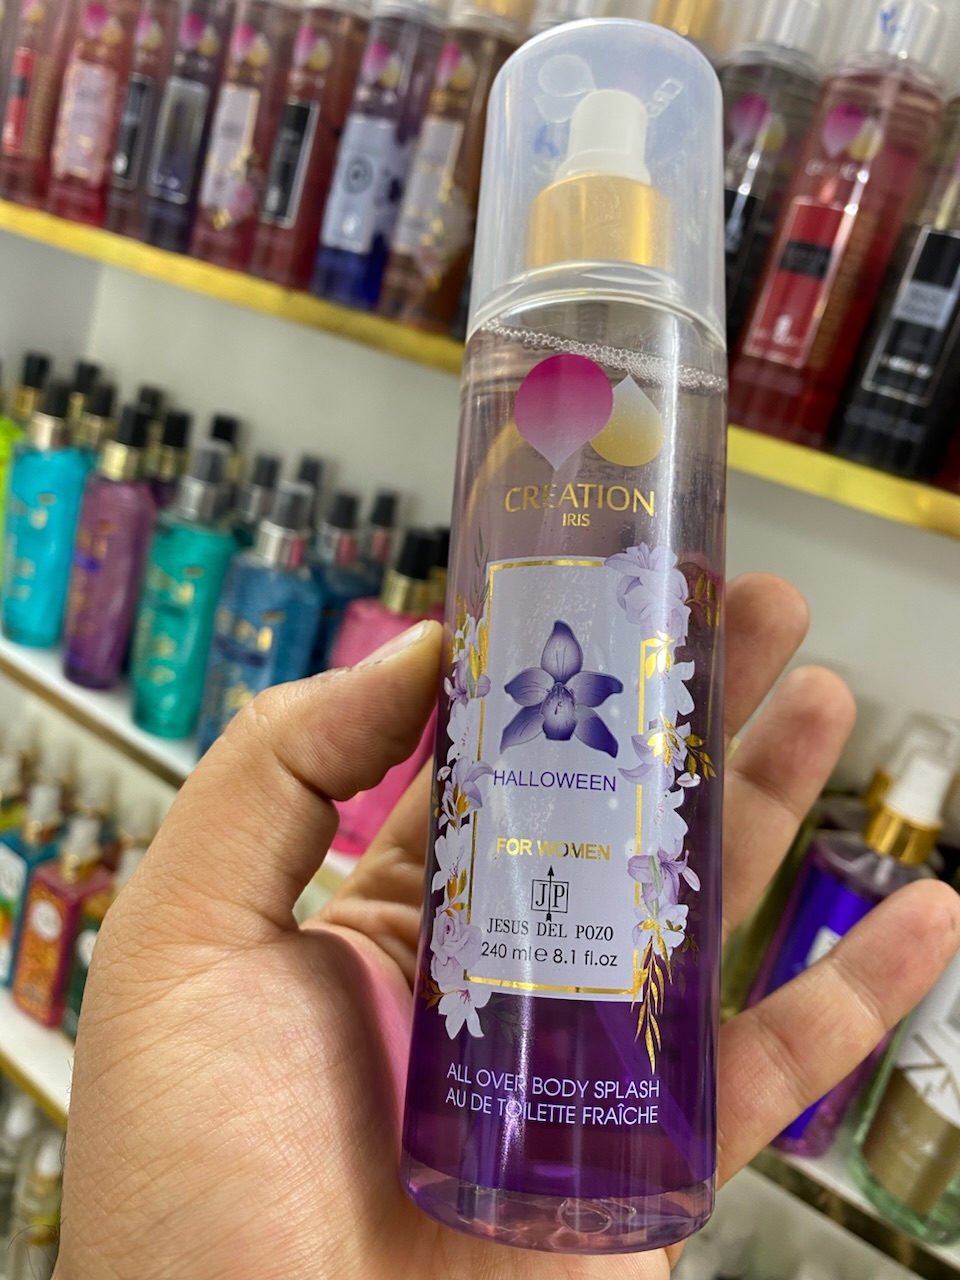 CREATION
IRIS
HALLOWEEN
FOR WOMEN
JP
JESUS DEL POZO
240 ml e 8.1 fl.oz
ALL OVER BODY SPLASH
AU DE TOILETTE FRAÎCHE